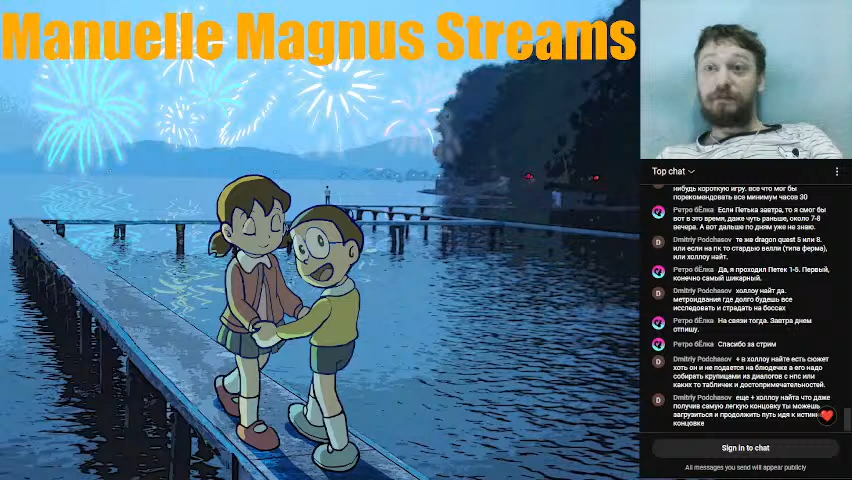 Manuelle Magnus Streams
Top chat
нибудь короткую игру. все что мог бы
порекомендовать все минимум часов 30
Ретро бЁлка Если Петька завтра, то я смог бы
вот в это время, даже чуть раньше, около 7-8
вечера. А вот дальше по дням уже не знаю.
D Dmitriy Podchasov те же dragon quest 5 или 8.
или если на пк то стардью велли (типа ферма),
или холлоу найт.
Ретро бЁлка Да, я проходил Петек 1-5. Первый,
конечно самый шикарный.
D Dmitriy Podchasov холлоу найт да.
метроидвания где долго будешь все
исследовать и страдать на боссах
Ретро бЁлка На связи тогда. Завтра днем
отпишу.
Ретро бЁлка Спасибо за стрим
D Dmitriy Podchasov + в холлоу найте есть сюжет
хоть он и не подается на блюдечке а его надо
собирать крупицами из диалогов с нпс или
каких то табличек и достопримечательностей.
D Dmitriy Podchasov еще + холлоу найта что даже
получив самую легкую концовку ты можешь
загрузиться и продолжить путь идя к истин
концовке
Sign in to chat
All messages you send will appear publicly